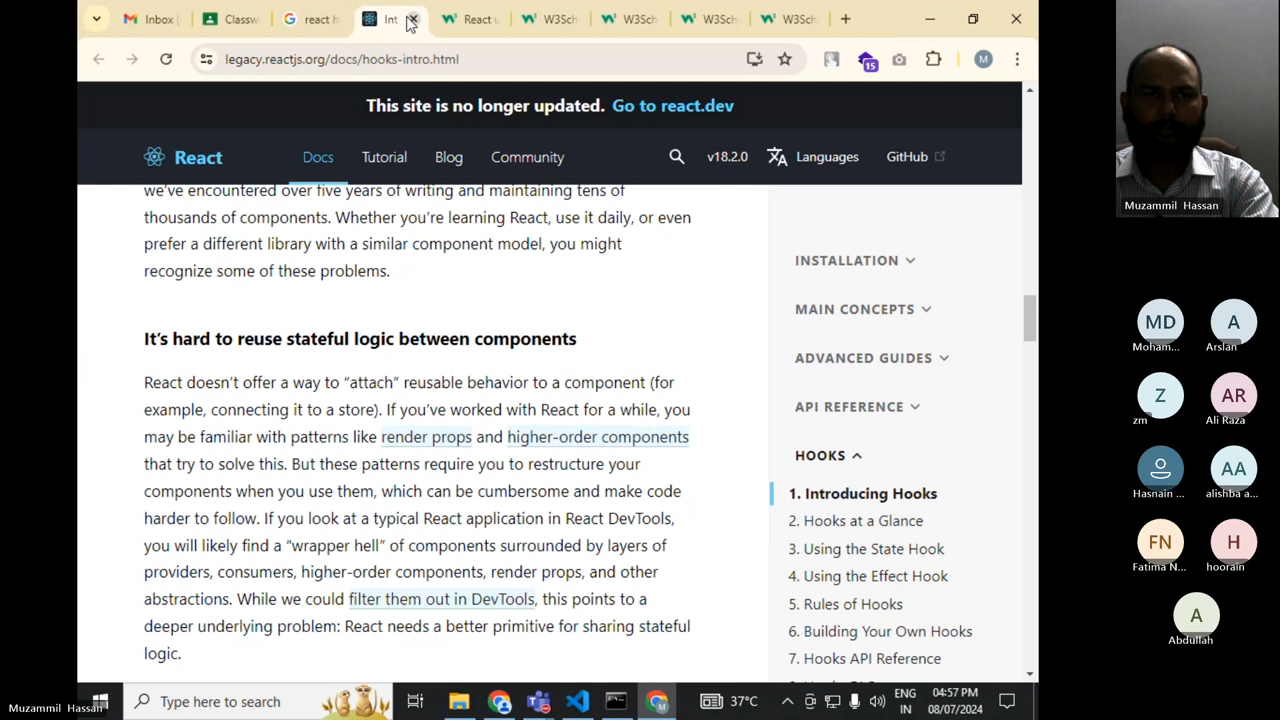 Inbox (
Classw
react h
Int
React u
W3Sch
W3Sch
W3Sch
W3Sch
legacy.reactjs.org/docs/hooks-intro.html
15
M
This site is no longer updated. Go to react.dev
React
Docs
Tutorial
Blog
Community
v18.2.0
Languages
GitHub
we’ve encountered over five years of writing and maintaining tens of
thousands of components. Whether you’re learning React, use it daily, or even
prefer a different library with a similar component model, you might
recognize some of these problems.
It’s hard to reuse stateful logic between components
React doesn’t offer a way to “attach” reusable behavior to a component (for
example, connecting it to a store). If you’ve worked with React for a while, you
may be familiar with patterns like render props and higher-order components
that try to solve this. But these patterns require you to restructure your
components when you use them, which can be cumbersome and make code
harder to follow. If you look at a typical React application in React DevTools,
you will likely find a “wrapper hell” of components surrounded by layers of
providers, consumers, higher-order components, render props, and other
abstractions. While we could filter them out in DevTools, this points to a
deeper underlying problem: React needs a better primitive for sharing stateful
logic.
INSTALLATION
MAIN CONCEPTS
ADVANCED GUIDES
API REFERENCE
HOOKS
1. Introducing Hooks
2. Hooks at a Glance
3. Using the State Hook
4. Using the Effect Hook
5. Rules of Hooks
6. Building Your Own Hooks
7. Hooks API Reference
Muzammil Hassan
MD
Moham...
A
Arslan
Z
zm
AR
Ali Raza
Hasnain ...
AA
alishba a...
FN
Fatima N...
H
hoorain
A
Abdullah
Muzammil Hassan
Type here to search
37°C
ENG
IN
04:57 PM
08/07/2024